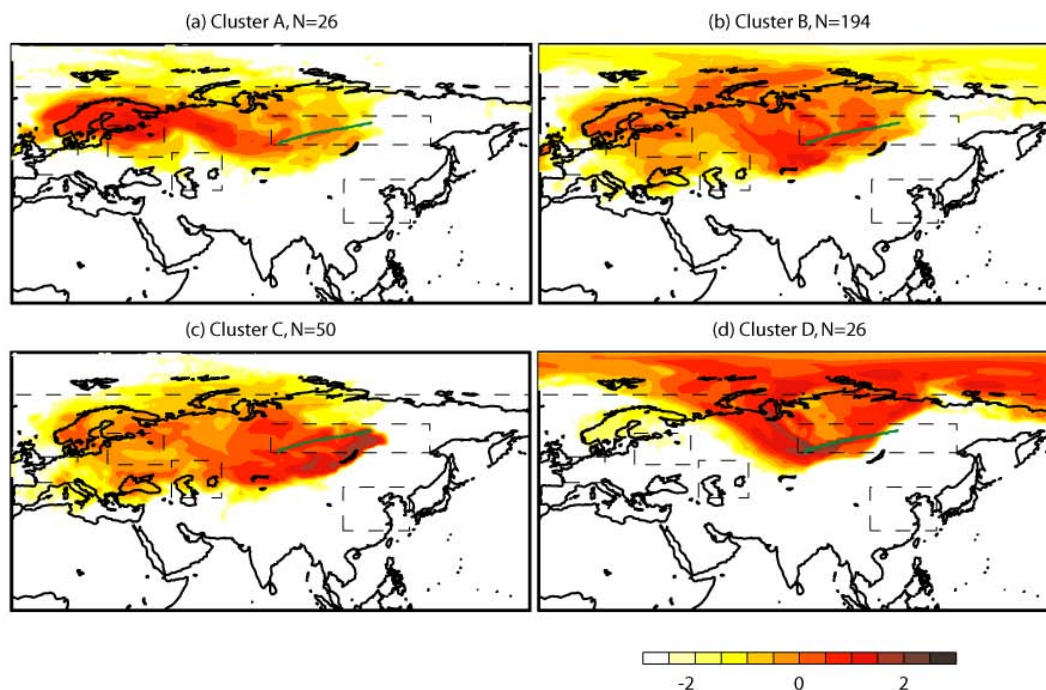 (a) Cluster A, N=26
(b) Cluster B, N=194
(c) Cluster C, N=50
(d) Cluster D, N=26
-2 0 2